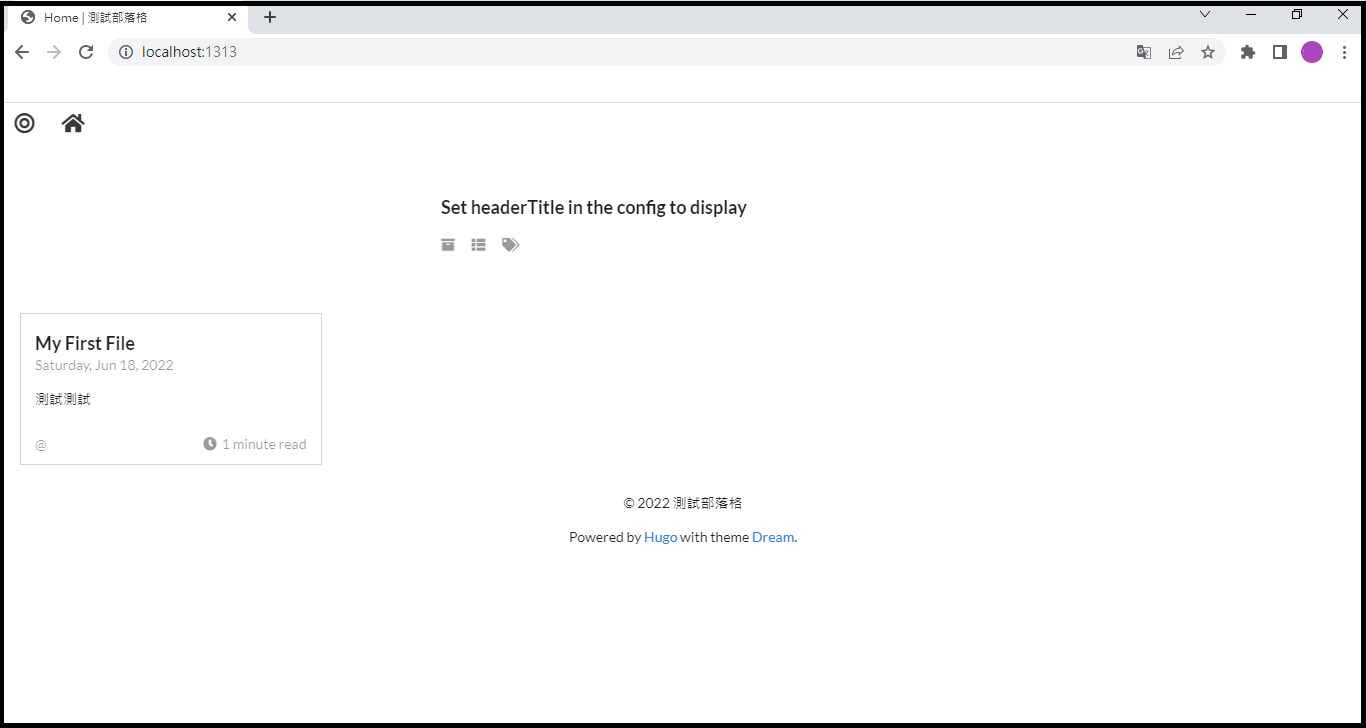 Home | 測試部落格
localhost:1313
Set headerTitle in the config to display
My First File
Saturday, Jun 18, 2022
測試測試
@ 1 minute read
© 2022 測試部落格
Powered by Hugo with theme Dream.